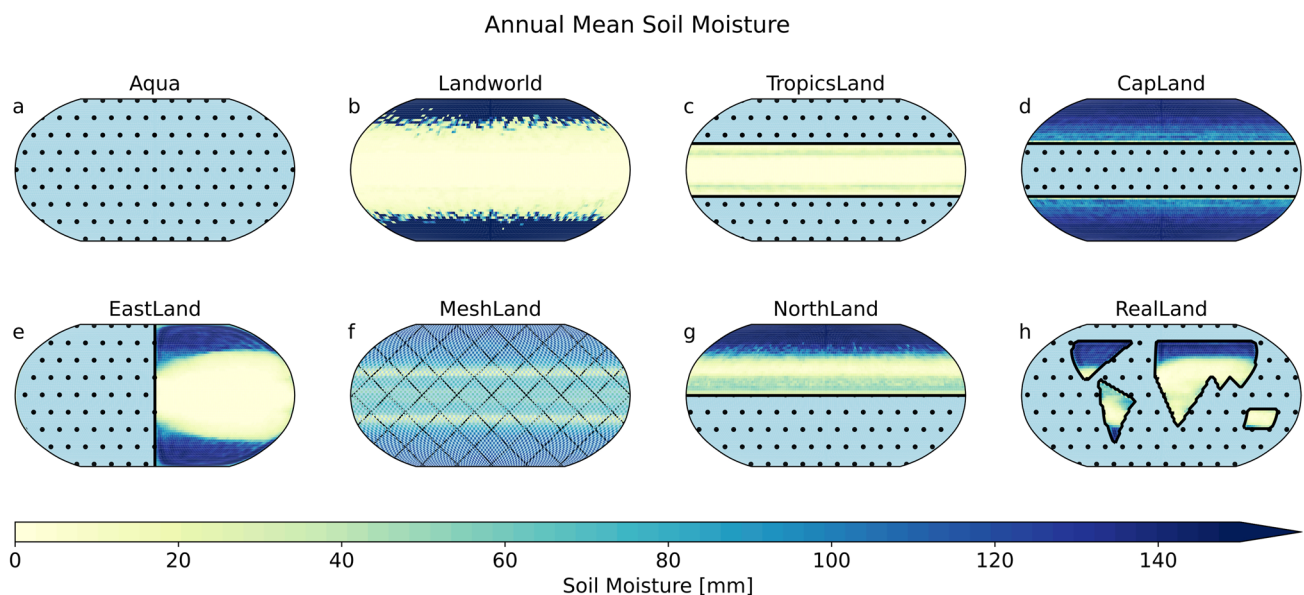 Annual Mean Soil Moisture
Aqua
Landworld
TropicsLand
CapLand
a
b
c
d
EastLand
MeshLand
NorthLand
RealLand
e
f
g
h
0
20
40
60
80
100
120
140
Soil Moisture [mm]